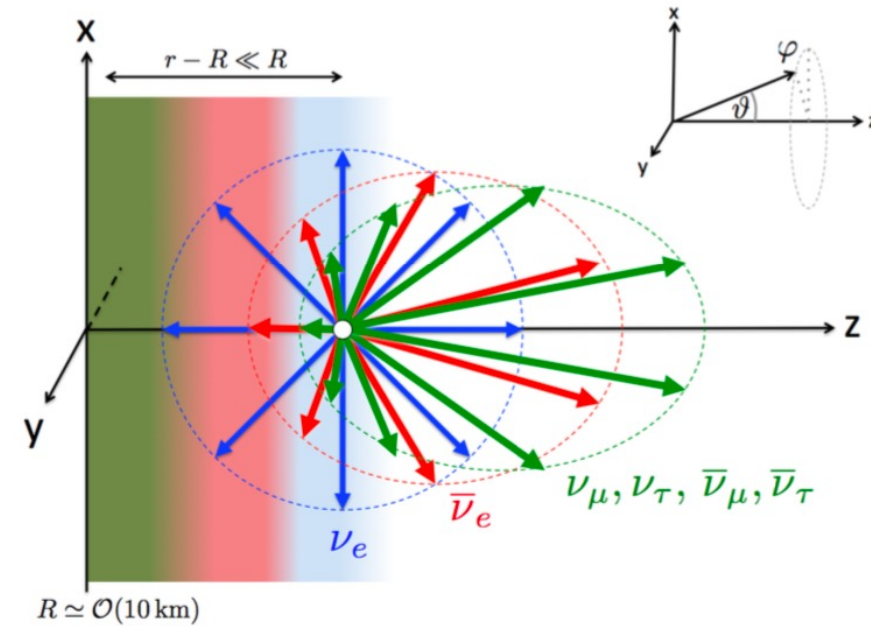 x
r − R ≪ R
x
φ
ϑ
z
y
z
y
ν_μ, ν_τ, ν̅_μ, ν̅_τ
ν̅_e
ν_e
R ≃ 𝒪(10 km)